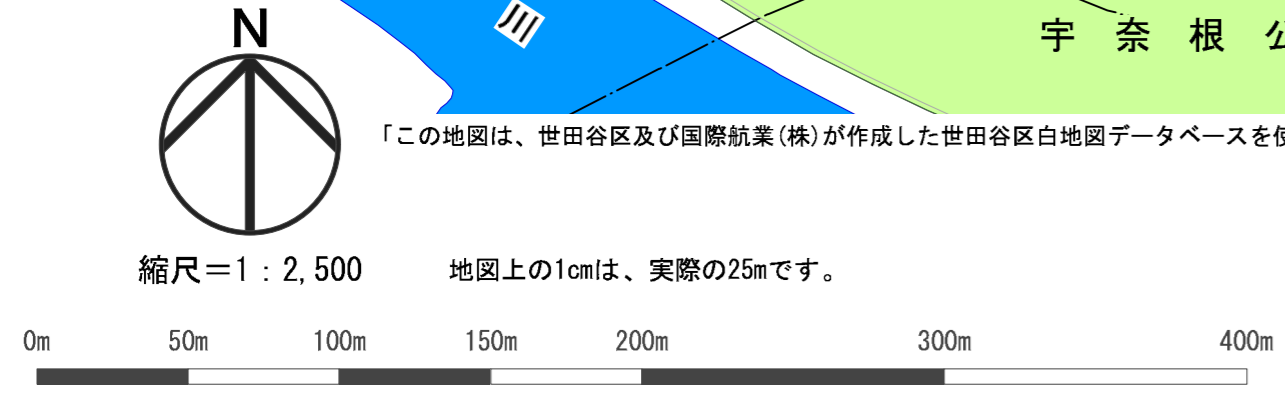 川
宇奈根
N
「この地図は、世田谷区及び国際航業(株)が作成した世田谷区白地図データベースを
縮尺＝1：2,500
地図上の1cmは、実際の25mです。
0m 50m 100m 150m 200m 300m 400m